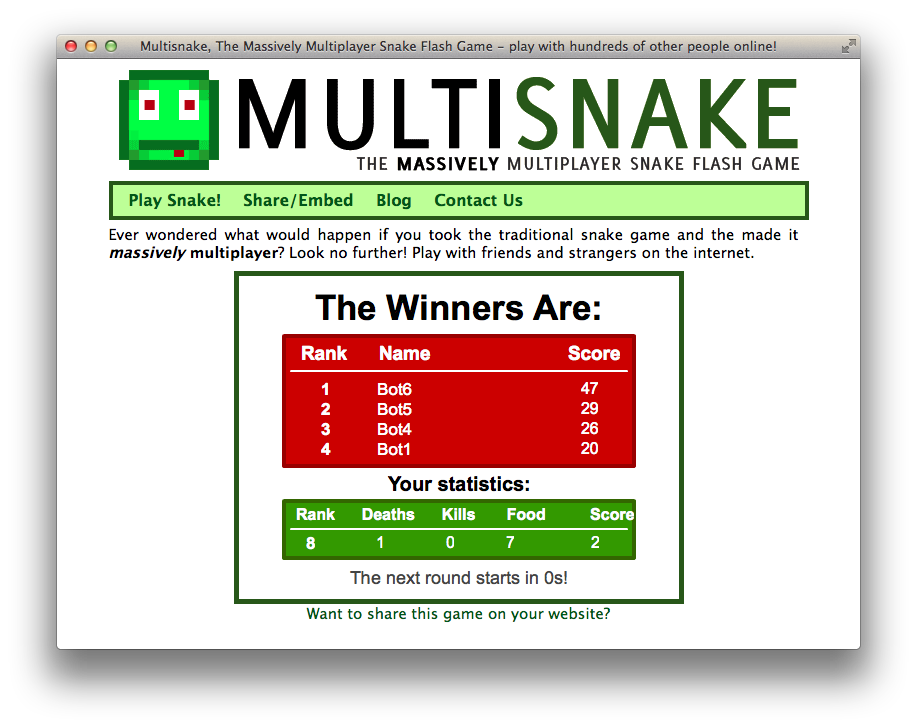 Multisnake, The Massively Multiplayer Snake Flash Game – play with hundreds of other people online!
MULTISNAKE
THE MASSIVELY MULTIPLAYER SNAKE FLASH GAME
Play Snake! Share/Embed Blog Contact Us
Ever wondered what would happen if you took the traditional snake game and the made it
massively multiplayer? Look no further! Play with friends and strangers on the internet.
The Winners Are:
Rank Name Score
1 Bot6 47
2 Bot5 29
3 Bot4 26
4 Bot1 20
Your statistics:
Rank Deaths Kills Food Score
8 1 0 7 2
The next round starts in 0s!
Want to share this game on your website?